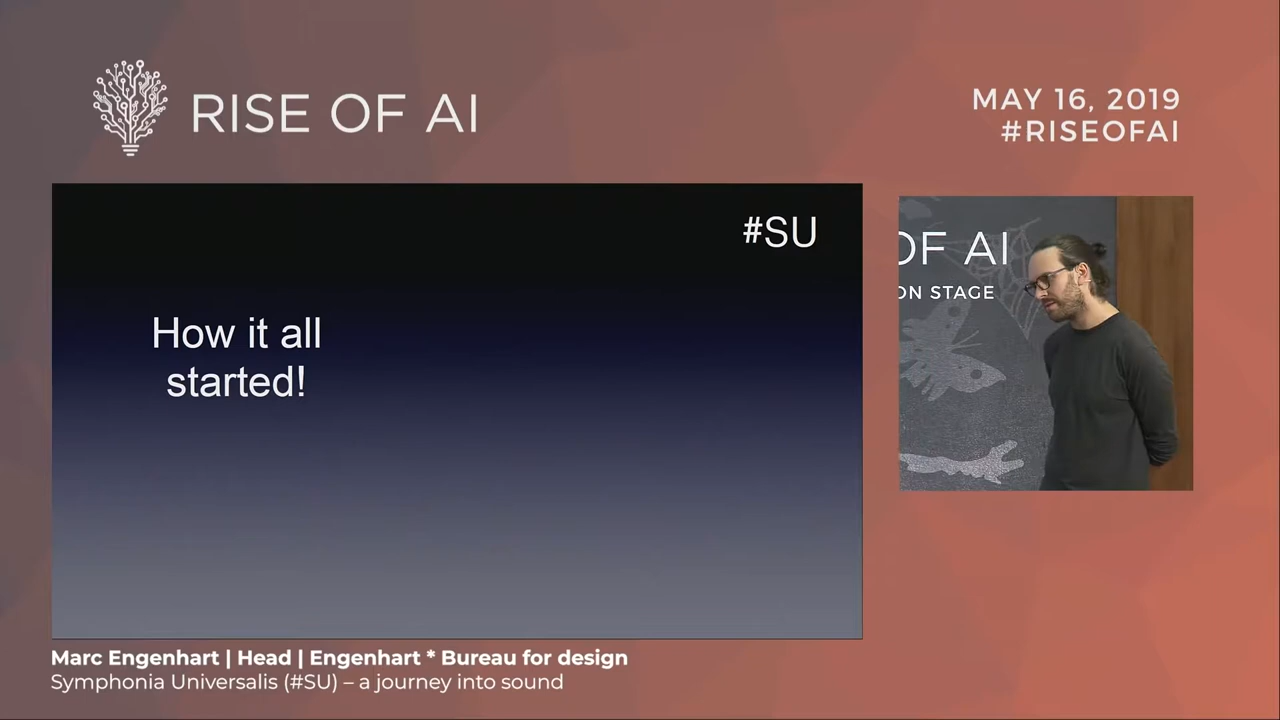 RISE OF AI
MAY 16, 2019
#RISEOFAI
#SU
How it all
started!
OF AI
ON STAGE
Marc Engenhart | Head | Engenhart * Bureau for design
Symphonia Universalis (#SU) – a journey into sound